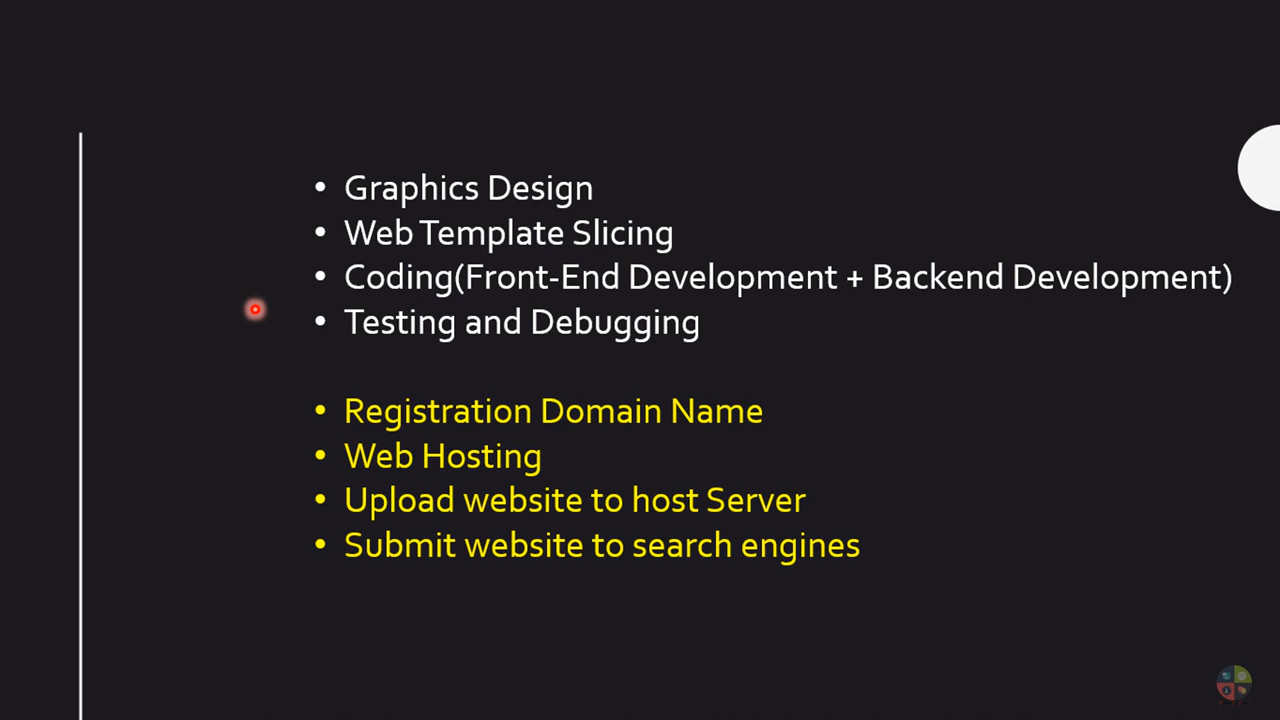 • Graphics Design
• Web Template Slicing
• Coding(Front-End Development + Backend Development)
• Testing and Debugging
• Registration Domain Name
• Web Hosting
• Upload website to host Server
• Submit website to search engines